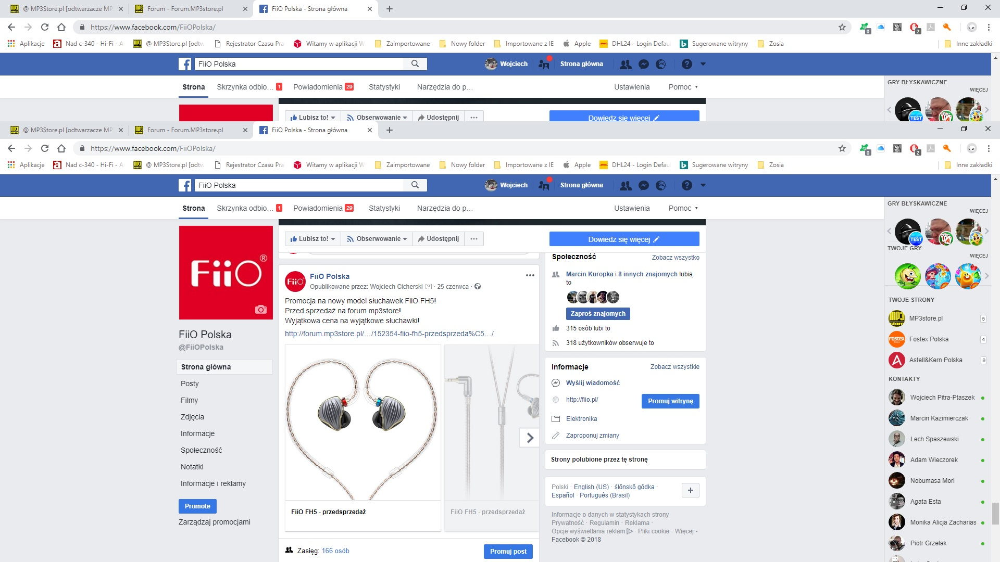 @ MP3Store.pl [odtwarzacze MP
Forum - Forum.MP3store.pl
FiiO Polska - Strona główna
https://www.facebook.com/FiiOPolska/
0
2
Aplikacje
Nad c-340 - Hi-Fi - A
@ MP3Store.pl [odtw
Rejestrator Czasu Pra
Witamy w aplikacji W
Zaimportowane
Nowy folder
Importowane z IE
Apple
DHL24 - Login Defau
Sugerowane witryny
Zosia
Inne zakładki
FiiO Polska
Wojciech
Strona główna
Strona
Skrzynka odbio... 1
Powiadomienia 29
Statystyki
Narzędzia do p...
Ustawienia
Pomoc
GRY BŁYSKAWICZNE
WIĘCEJ
TEST
Lubisz to!
Obserwowanie
Udostępnij
Dowiedz się więcej
@ MP3Store.pl [odtwarzacze MP
Forum - Forum.MP3store.pl
FiiO Polska - Strona główna
https://www.facebook.com/FiiOPolska/
0
2
Aplikacje
Nad c-340 - Hi-Fi - A
@ MP3Store.pl [odtw
Rejestrator Czasu Pra
Witamy w aplikacji W
Zaimportowane
Nowy folder
Importowane z IE
Apple
DHL24 - Login Defau
Sugerowane witryny
Zosia
Inne zakładki
FiiO Polska
Wojciech
Strona główna
Strona
Skrzynka odbio... 1
Powiadomienia 29
Statystyki
Narzędzia do p...
Ustawienia
Pomoc
FiiO®
FiiO Polska
@FiiOPolska
Strona główna
Posty
Filmy
Zdjęcia
Informacje
Społeczność
Notatki
Informacje i reklamy
Promote
Zarządzaj promocjami
Lubisz to!
Obserwowanie
Udostępnij
Dowiedz się więcej
FiiO
FiiO Polska
Opublikowane przez: Wojciech Cicherski [?] · 25 czerwca ·
Promocja na nowy model słuchawek FiiO FH5!
Przed sprzedaż na forum mp3store!
Wyjątkowa cena na wyjątkowe słuchawki!
http://forum.mp3store.pl/…/152354-fiio-fh5-przedsprzeda%C5…/
FiiO FH5 - przedsprzedaż
FiiO FH5 - przedsprzedaż
Zasięg: 166 osób
Promuj post
Społeczność
Zobacz wszystko
Marcin Kuropka i 8 innych znajomych lubią
to
Zaproś znajomych
315 osób lubi to
318 użytkowników obserwuje to
Informacje
Zobacz wszystkie
Wyślij wiadomość
http://fiio.pl/
Promuj witrynę
Elektronika
Zaproponuj zmiany
Strony polubione przez tę stronę
Polski · English (US) · ślōnskŏ gŏdka ·
Español · Português (Brasil)
Informacje o danych w statystykach strony
Prywatność · Regulamin · Reklama ·
Opcje wyświetlania reklam · Pliki cookie · Więcej
Facebook © 2018
GRY BŁYSKAWICZNE
WIĘCEJ
TEST
TWOJE GRY
WIĘCEJ
TWOJE STRONY
MP3store.pl 5
Fostex Polska 4
Astell&Kern Polska 9
KONTAKTY
Wojciech Pitra-Ptaszek
Marcin Kazimierczak
Lech Spaszewski
Adam Wieczorek
Nobumasa Mori
Agata Esta
Monika Alicja Zacharias
Piotr Grzelak